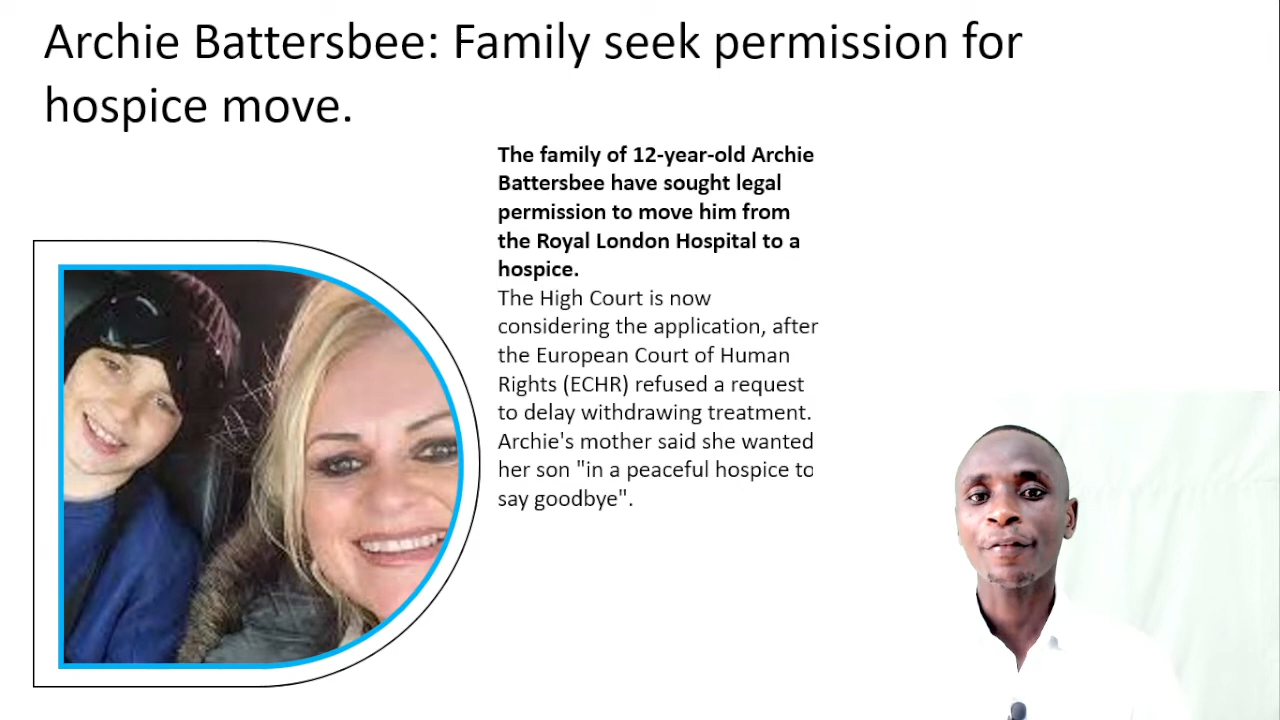 Archie Battersbee: Family seek permission for
hospice move.
The family of 12-year-old Archie
Battersbee have sought legal
permission to move him from
the Royal London Hospital to a
hospice.
The High Court is now
considering the application, after
the European Court of Human
Rights (ECHR) refused a request
to delay withdrawing treatment.
Archie's mother said she wanted
her son "in a peaceful hospice to
say goodbye".